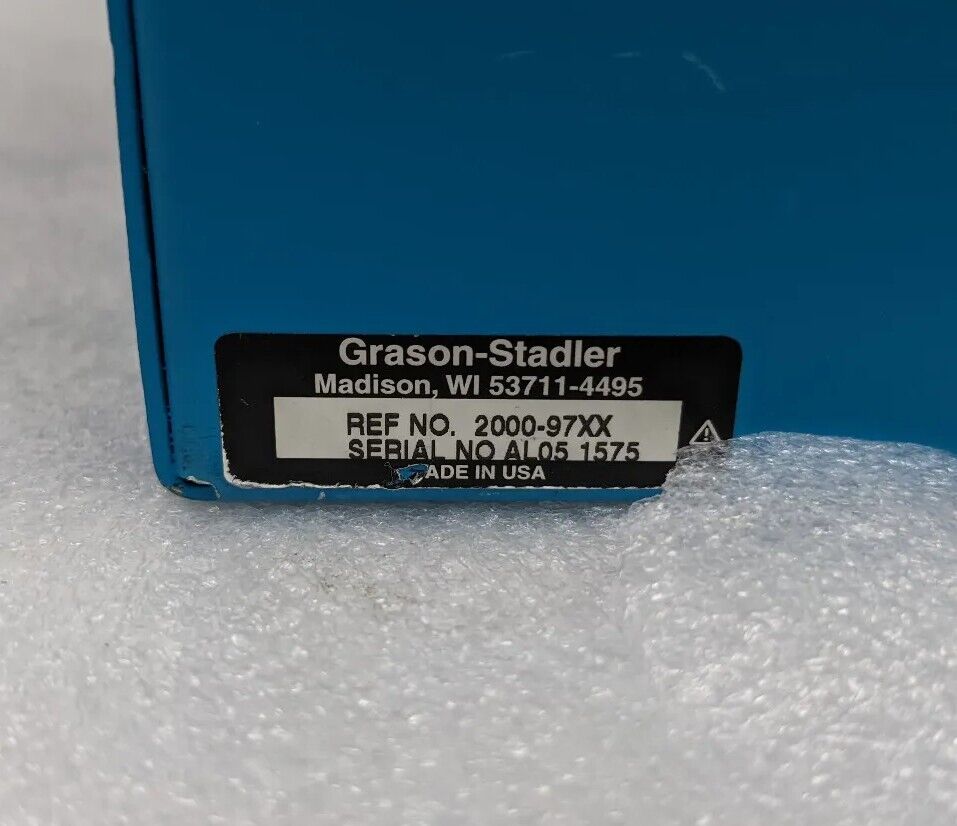 Grason-Stadler
Madison, WI 53711-4495
REF NO. 2000-97XX
SERIAL NO AL05 1575
ADE IN USA